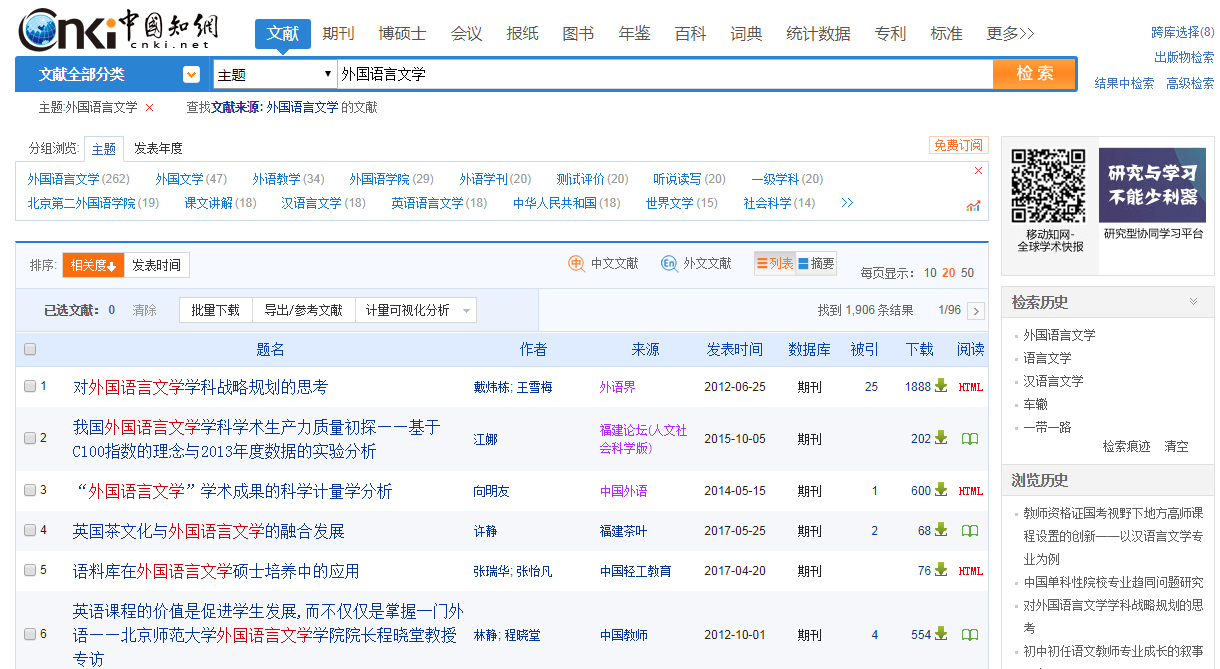 Cnki 中國知網
cnki.net
文献 期刊 博硕士 会议 报纸 图书 年鉴 百科 词典 统计数据 专利 标准 更多>>
跨库选择(8)
出版物检索
文献全部分类 主题 外国语言文学 检索
结果中检索 高级检索
主题:外国语言文学 × 查找文献来源: 外国语言文学 的文献
分组浏览: 主题 发表年度 免费订阅
外国语言文学(262) 外国文学(47) 外语教学(34) 外国语学院(29) 外语学刊(20) 测试评价(20) 听说读写(20) 一级学科(20)
北京第二外国语学院(19) 课文讲解(18) 汉语言文学(18) 英语语言文学(18) 中华人民共和国(18) 世界文学(15) 社会科学(14) >>
研究与学习
不能少利器
移动知网-
全球学术快报
研究型协同学习平台
排序: 相关度 发表时间 中 中文文献 En 外文文献 列表 摘要 每页显示: 10 20 50
已选文献: 0 清除 批量下载 导出/参考文献 计量可视化分析 找到 1,906 条结果 1/96 >
题名 作者 来源 发表时间 数据库 被引 下载 阅读
1 对外国语言文学学科战略规划的思考 戴炜栋; 王雪梅 外语界 2012-06-25 期刊 25 1888 HTML
2 我国外国语言文学学科学术生产力质量初探——基于
C100指数的理念与2013年度数据的实验分析 江娜 福建论坛(人文社
会科学版) 2015-10-05 期刊 202
3 “外国语言文学”学术成果的科学计量学分析 向明友 中国外语 2014-05-15 期刊 1 600 HTML
4 英国茶文化与外国语言文学的融合发展 许静 福建茶叶 2017-05-25 期刊 2 68
5 语料库在外国语言文学硕士培养中的应用 张瑞华; 张怡凡 中国轻工教育 2017-04-20 期刊 76 HTML
6 英语课程的价值是促进学生发展,而不仅仅是掌握一门外
语——北京师范大学外国语言文学学院院长程晓堂教授
专访 林静; 程晓堂 中国教师 2012-10-01 期刊 4 554
检索历史
外国语言文学
语言文学
汉语言文学
车辙
一带一路
检索痕迹 清空
浏览历史
教师资格证国考视野下地方高师课
程设置的创新——以汉语言文学专
业为例
中国单科性院校专业趋同问题研究
对外国语言文学学科战略规划的思
考
初中初任语文教师专业成长的叙事